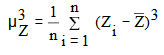 μ³_Z = 1/n Σ_{i = 1}^{n} (Z_i − Z̅)³